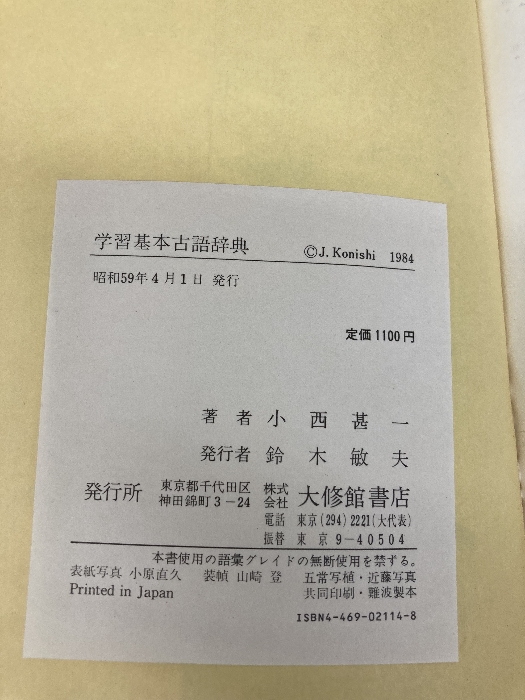 学習基本古語辞典 ©J. Konishi 1984
昭和59年4月1日 発行
定価1100円
著者 小西甚一
発行者 鈴木敏夫
発行所 東京都千代田区神田錦町3-24 株式会社 大修館書店
電話 東京(294)2221(大代表)
振替 東京9-40504
本書使用の語彙グレイドの無断使用を禁ずる。
表紙写真 小原直久 装幀 山崎登 五常写植・近藤写真
Printed in Japan 共同印刷・難波製本
ISBN4-469-02114-8